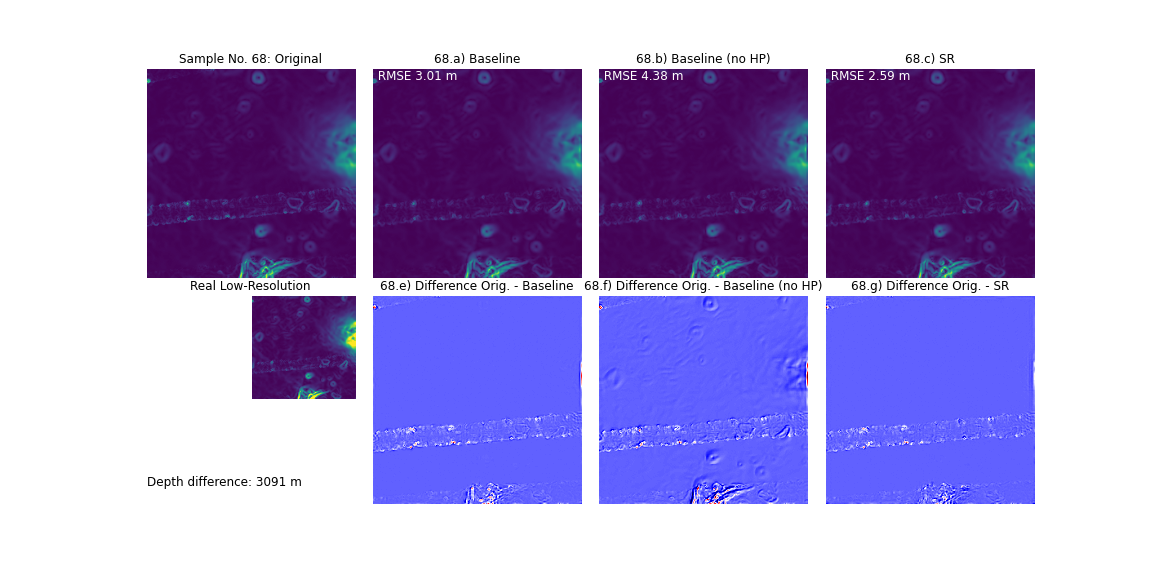 Sample No. 68: Original
68.a) Baseline
68.b) Baseline (no HP)
68.c) SR
RMSE 3.01 m
RMSE 4.38 m
RMSE 2.59 m
Real Low-Resolution
68.e) Difference Orig. - Baseline
68.f) Difference Orig. - Baseline (no HP)
68.g) Difference Orig. - SR
Depth difference: 3091 m